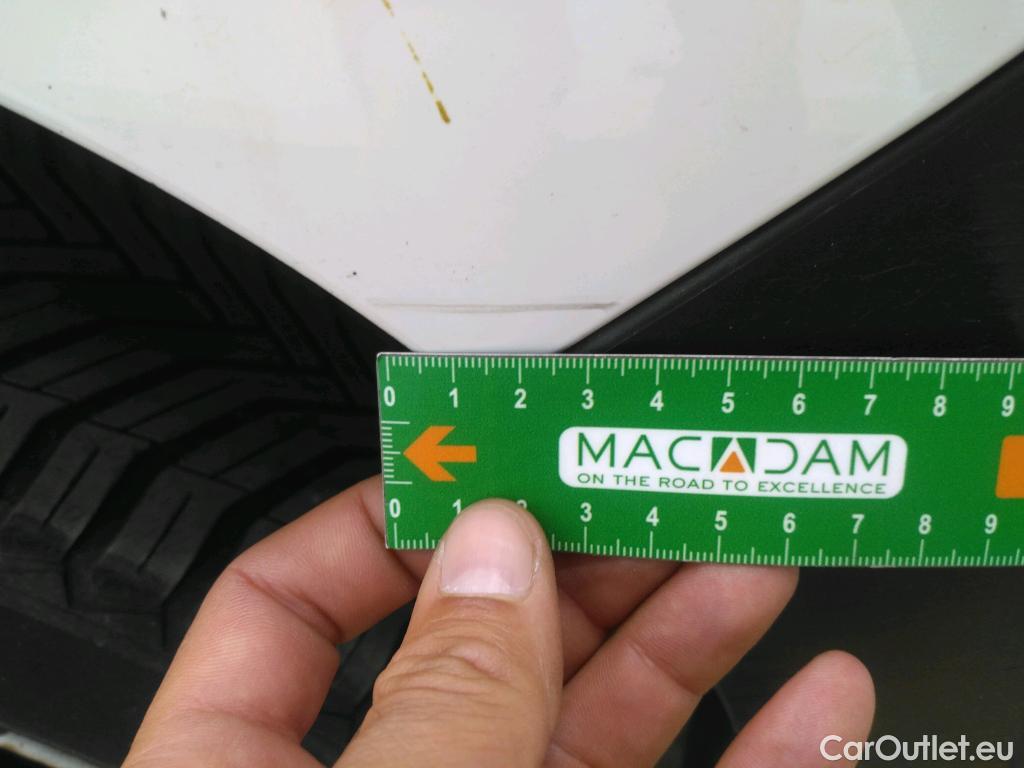 0 1 2 3 4 5 6 7 8 9
MACADAM
ON THE ROAD TO EXCELLENCE
0 1 2 3 4 5 6 7 8 9
CarOutlet.eu